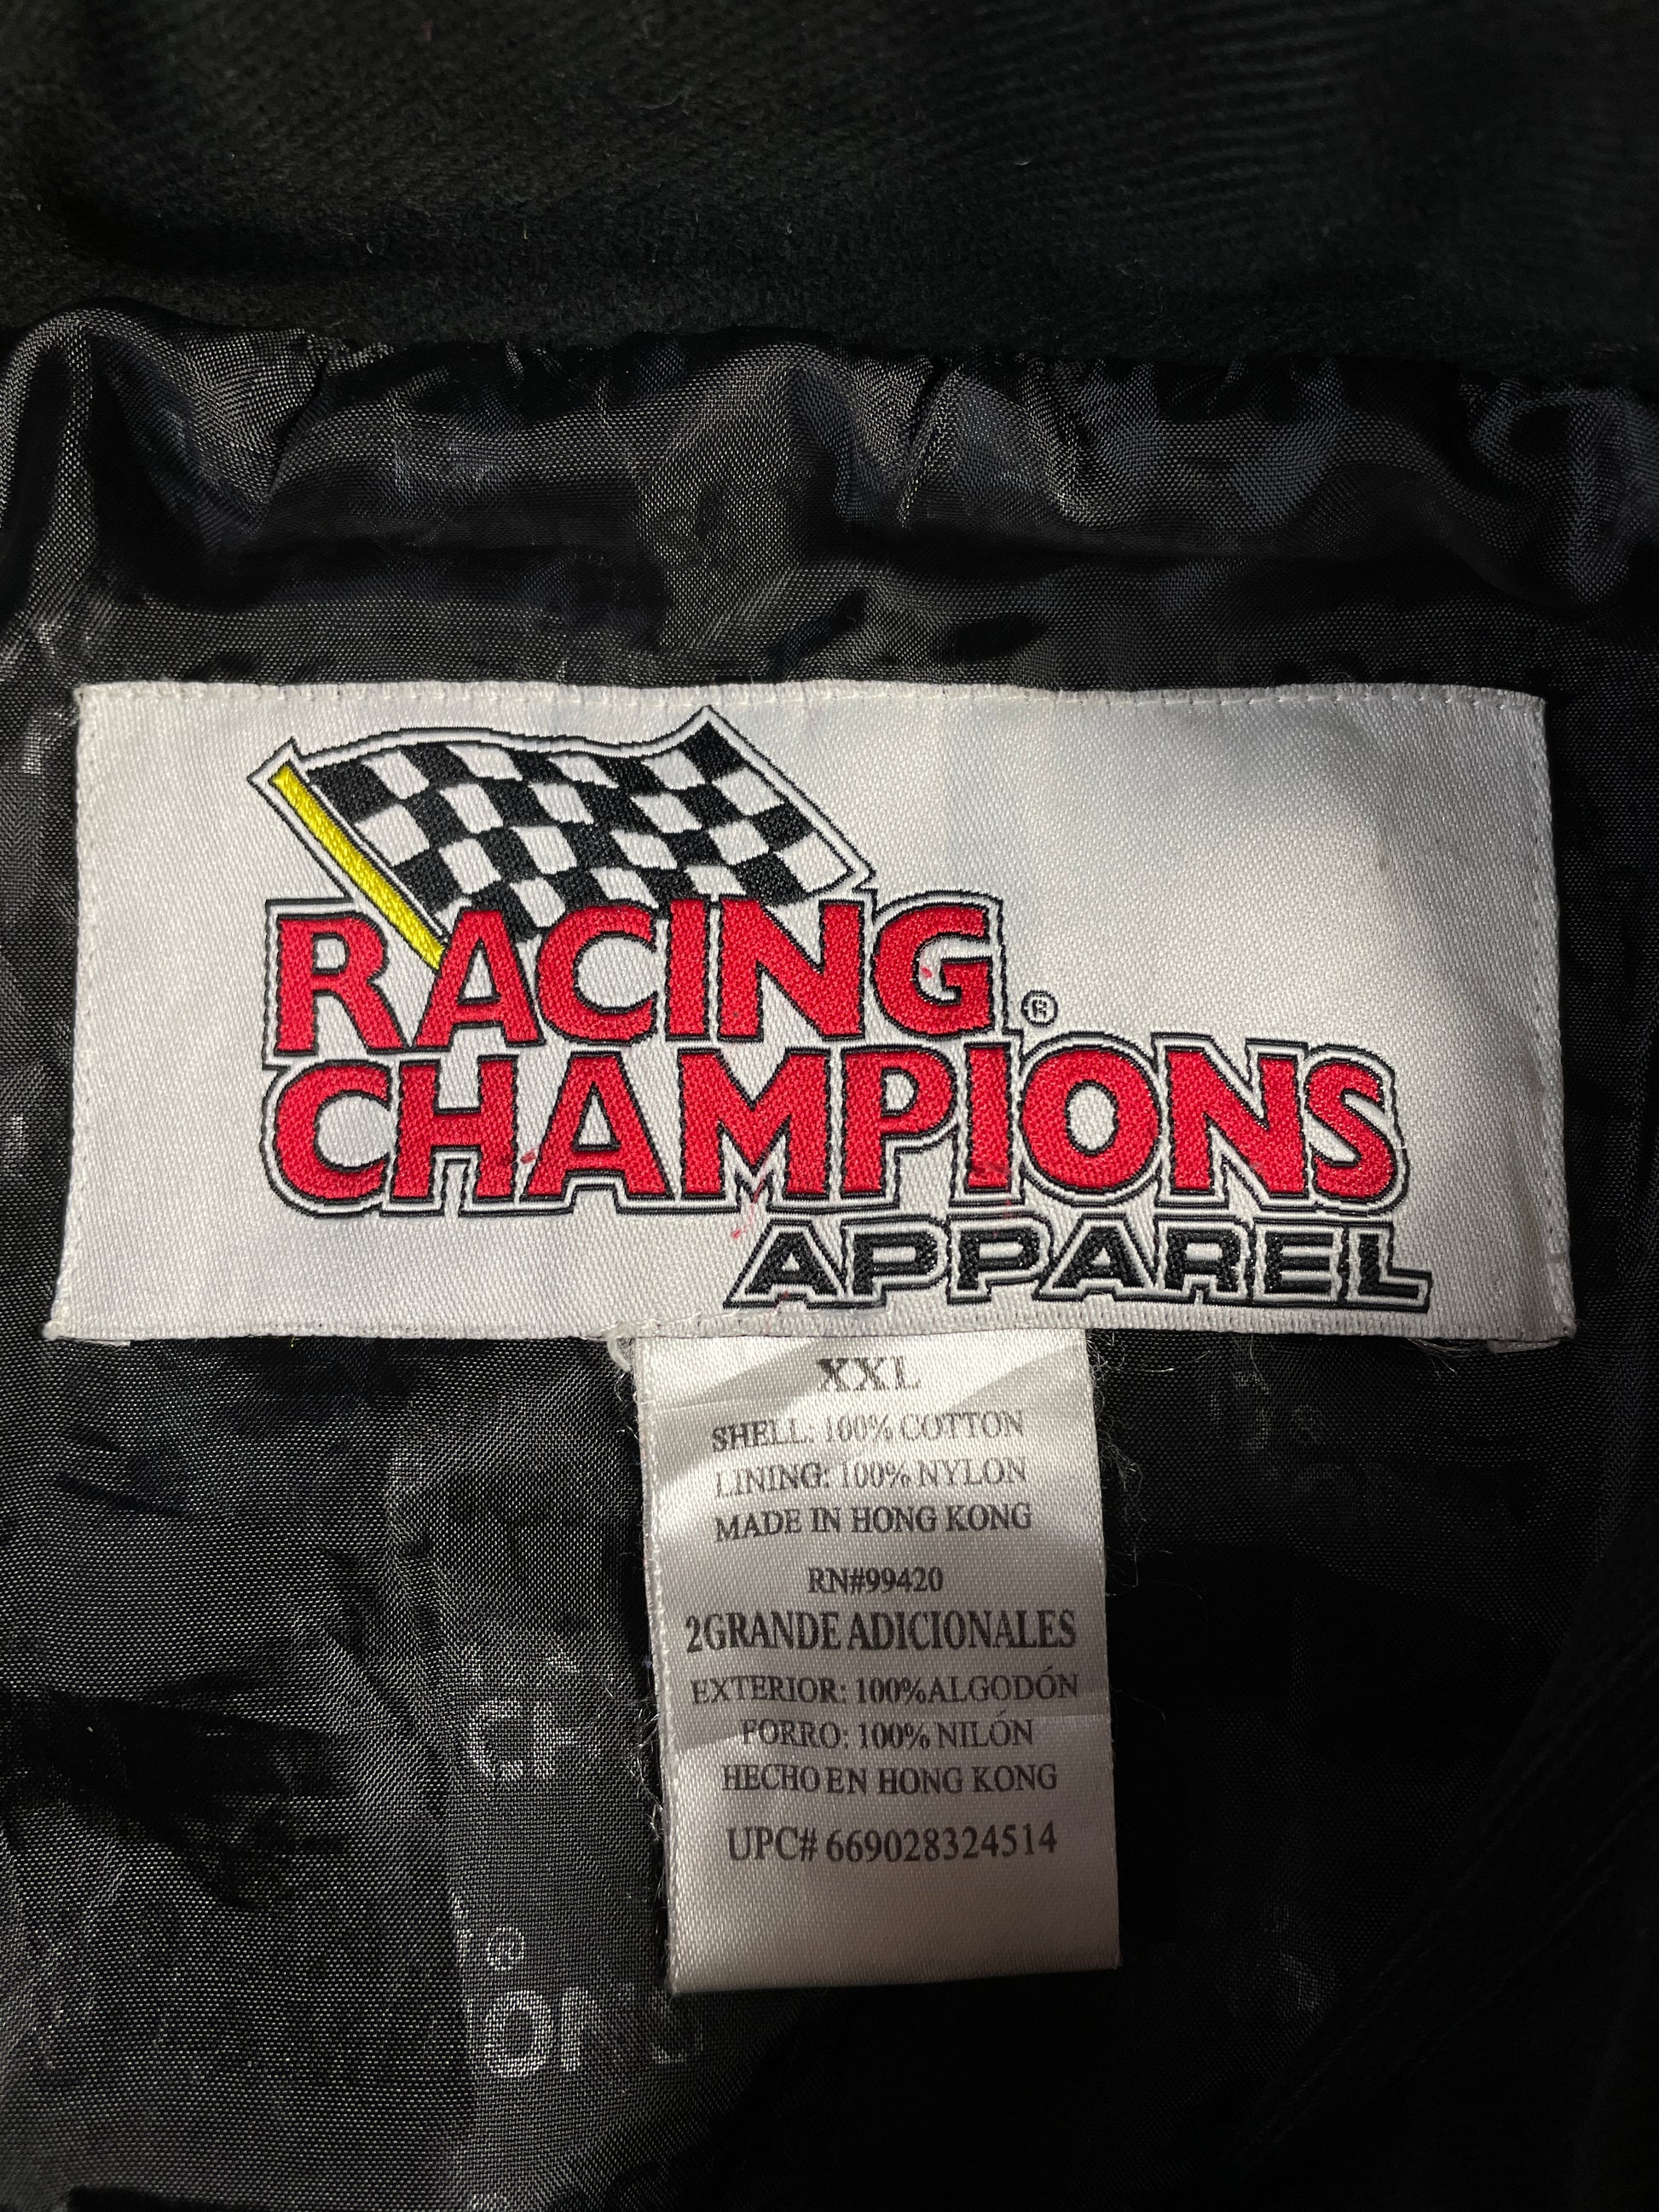 RACING
®
CHAMPIONS
APPAREL
XXL
SHELL: 100% COTTON
LINING: 100% NYLON
MADE IN HONG KONG
RN#99420
2GRANDE ADICIONALES
EXTERIOR: 100%ALGODÓN
FORRO: 100% NILÓN
HECHO EN HONG KONG
UPC# 669028324514